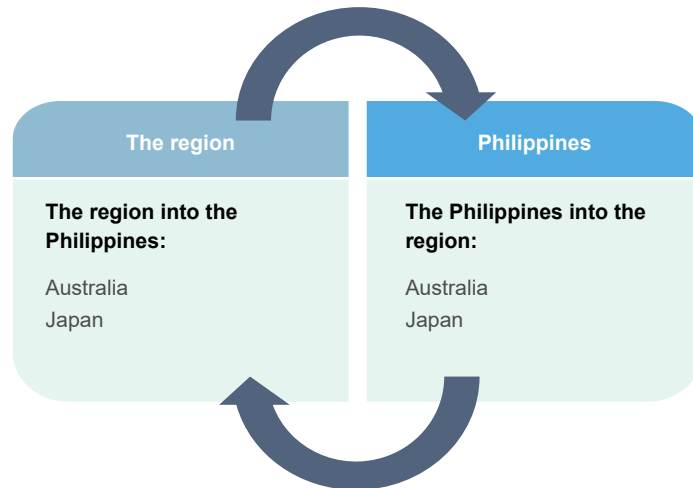 The region
The region into the
Philippines:
Australia
Japan
Philippines
The Philippines into the
region:
Australia
Japan